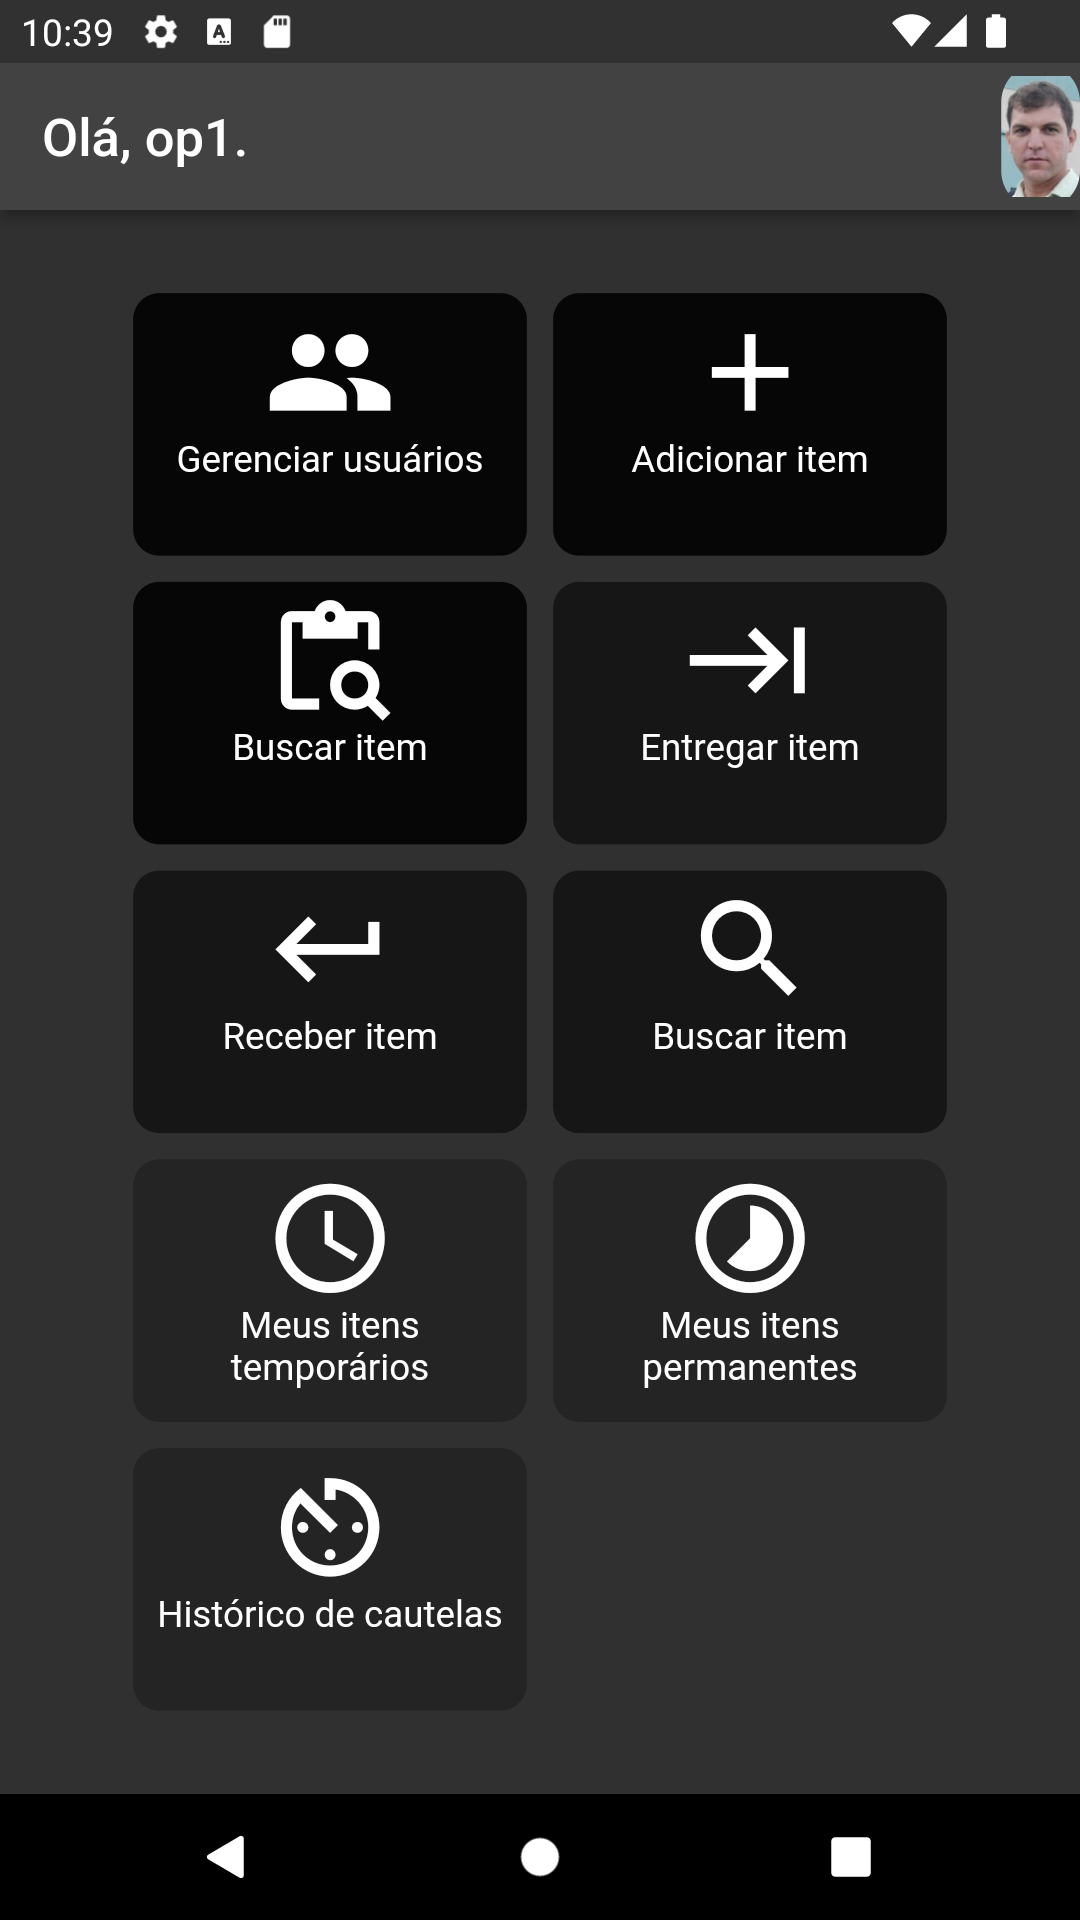 10:39
Olá, op1.
Gerenciar usuários
Adicionar item
Buscar item
Entregar item
Receber item
Buscar item
Meus itens
temporários
Meus itens
permanentes
Histórico de cautelas